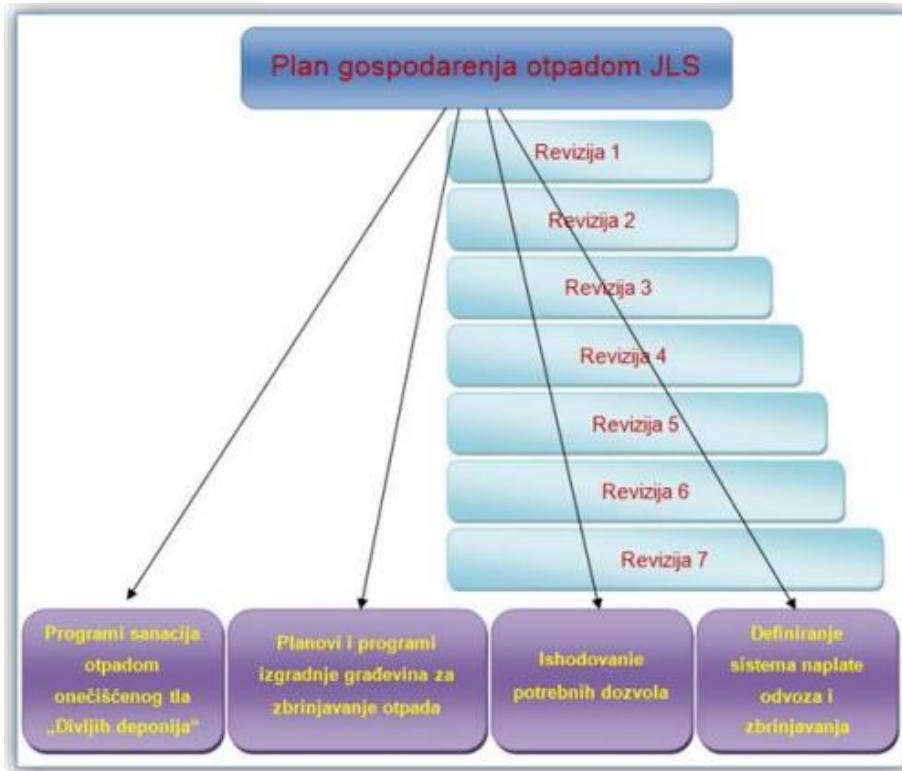 Plan gospodarenja otpadom JLS
Revizija 1
Revizija 2
Revizija 3
Revizija 4
Revizija 5
Revizija 6
Revizija 7
Programi sanacija
otpadom
onečišćenog tla
„Divljih deponija“
Planovi i programi
izgradnje građevina za
zbrinjavanje otpada
Ishodovanje
potrebnih dozvola
Definiranje
sistema naplate
odvoza i
zbrinjavanja